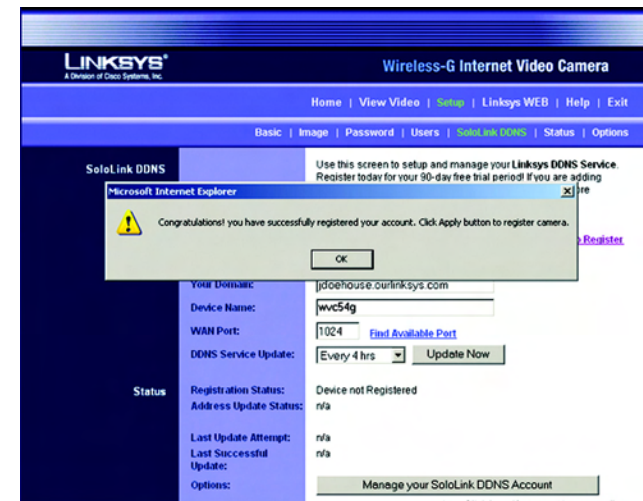 LINKSYS®
A Division of Cisco Systems, Inc.
Wireless-G Internet Video Camera
Home | View Video | Setup | Linksys WEB | Help | Exit
Basic | Image | Password | Users | SoloLink DDNS | Status | Options
SoloLink DDNS
Use this screen to setup and manage your Linksys DDNS Service.
Register today for your 90-day free trial period! If you are adding
Microsoft Internet Explorer
Congratulations! you have successfully registered your account. Click Apply button to register camera.
OK
Register
Your Domain:
jdoehouse.ourlinksys.com
Device Name:
wvc54g
WAN Port:
1024
Find Available Port
DDNS Service Update:
Every 4 hrs
Update Now
Status
Registration Status:
Device not Registered
Address Update Status:
n/a
Last Update Attempt:
n/a
Last Successful
Update:
n/a
Options:
Manage your SoloLink DDNS Account